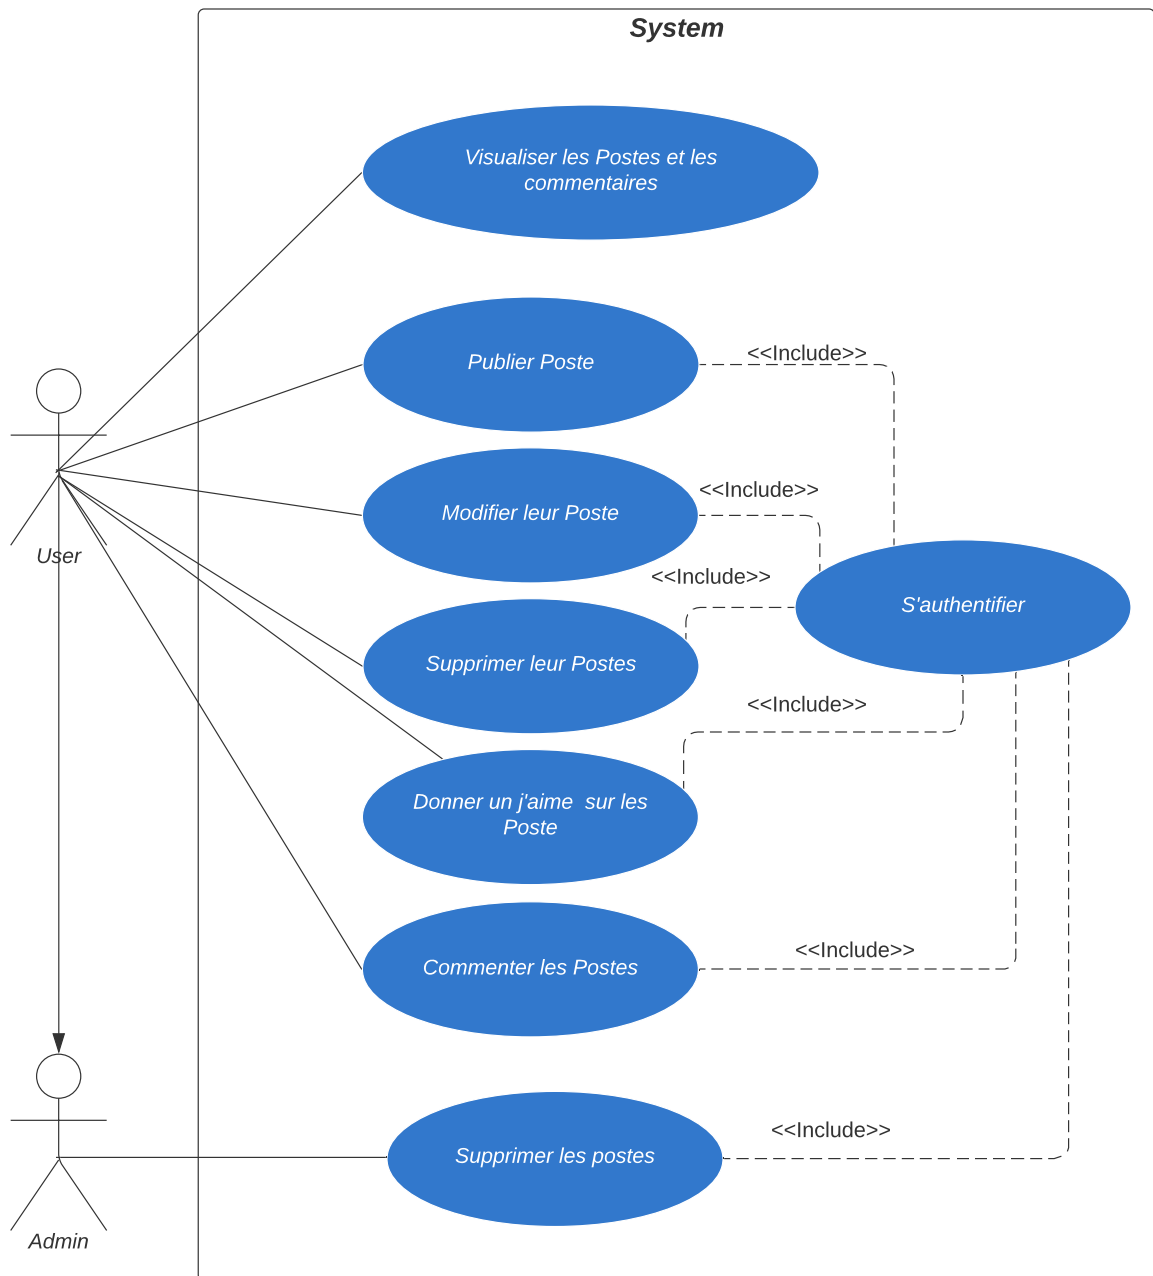 System
Visualiser les Postes et les
commentaires
Publier Poste
<<Include>>
Modifier leur Poste
<<Include>>
User
<<Include>>
S'authentifier
Supprimer leur Postes
<<Include>>
Donner un j'aime sur les
Poste
Commenter les Postes
<<Include>>
Supprimer les postes
<<Include>>
Admin